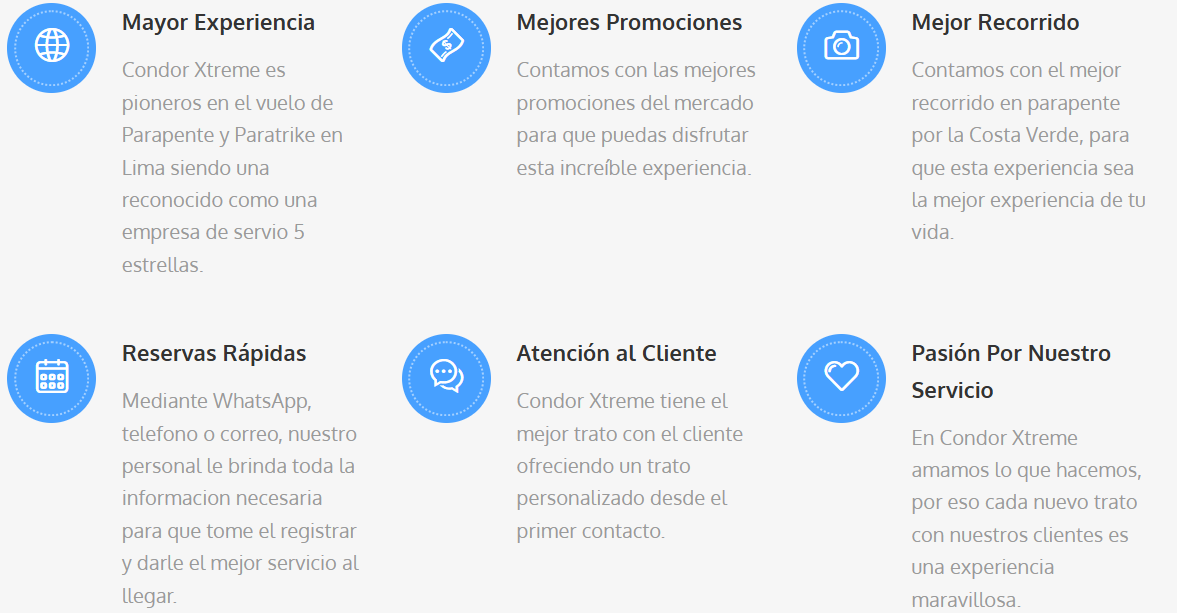 Mayor Experiencia
Condor Xtreme es
pioneros en el vuelo de
Parapente y Paratrike en
Lima siendo una
reconocido como una
empresa de servio 5
estrellas.
Mejores Promociones
Contamos con las mejores
promociones del mercado
para que puedas disfrutar
esta increíble experiencia.
Mejor Recorrido
Contamos con el mejor
recorrido en parapente
por la Costa Verde, para
que esta experiencia sea
la mejor experiencia de tu
vida.
Reservas Rápidas
Mediante WhatsApp,
telefono o correo, nuestro
personal le brinda toda la
informacion necesaria
para que tome el registrar
y darle el mejor servicio al
llegar.
Atención al Cliente
Condor Xtreme tiene el
mejor trato con el cliente
ofreciendo un trato
personalizado desde el
primer contacto.
Pasión Por Nuestro
Servicio
En Condor Xtreme
amamos lo que hacemos,
por eso cada nuevo trato
con nuestros clientes es
una experiencia
maravillosa.